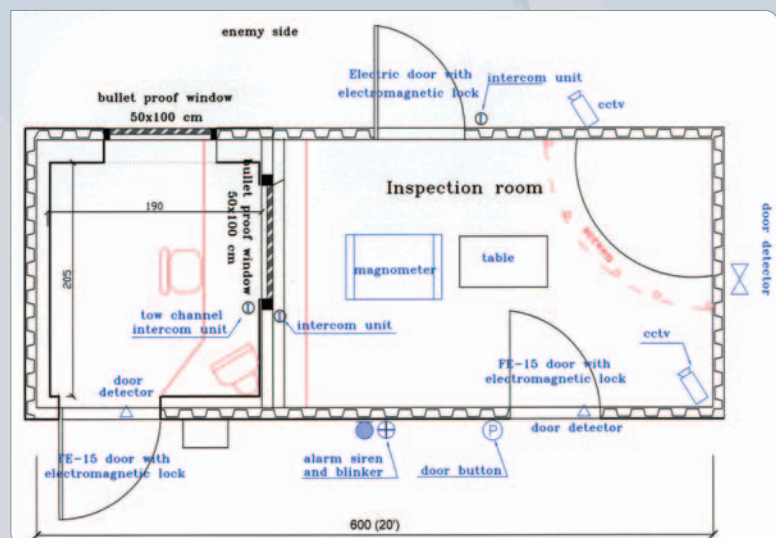 enemy side
Electric door with
electromagnetic lock
intercom unit
cctv
bullet proof window
50x100 cm
Inspection room
bullet proof window
50x100 cm
190
205
screen
door detector
magnometer
table
tow channel
intercom unit
intercom unit
cctv
FE-15 door with
electromagnetic lock
door
detector
door detector
P
FE-15 door with
electromagnetic lock
alarm siren
and blinker
door button
600 (20')